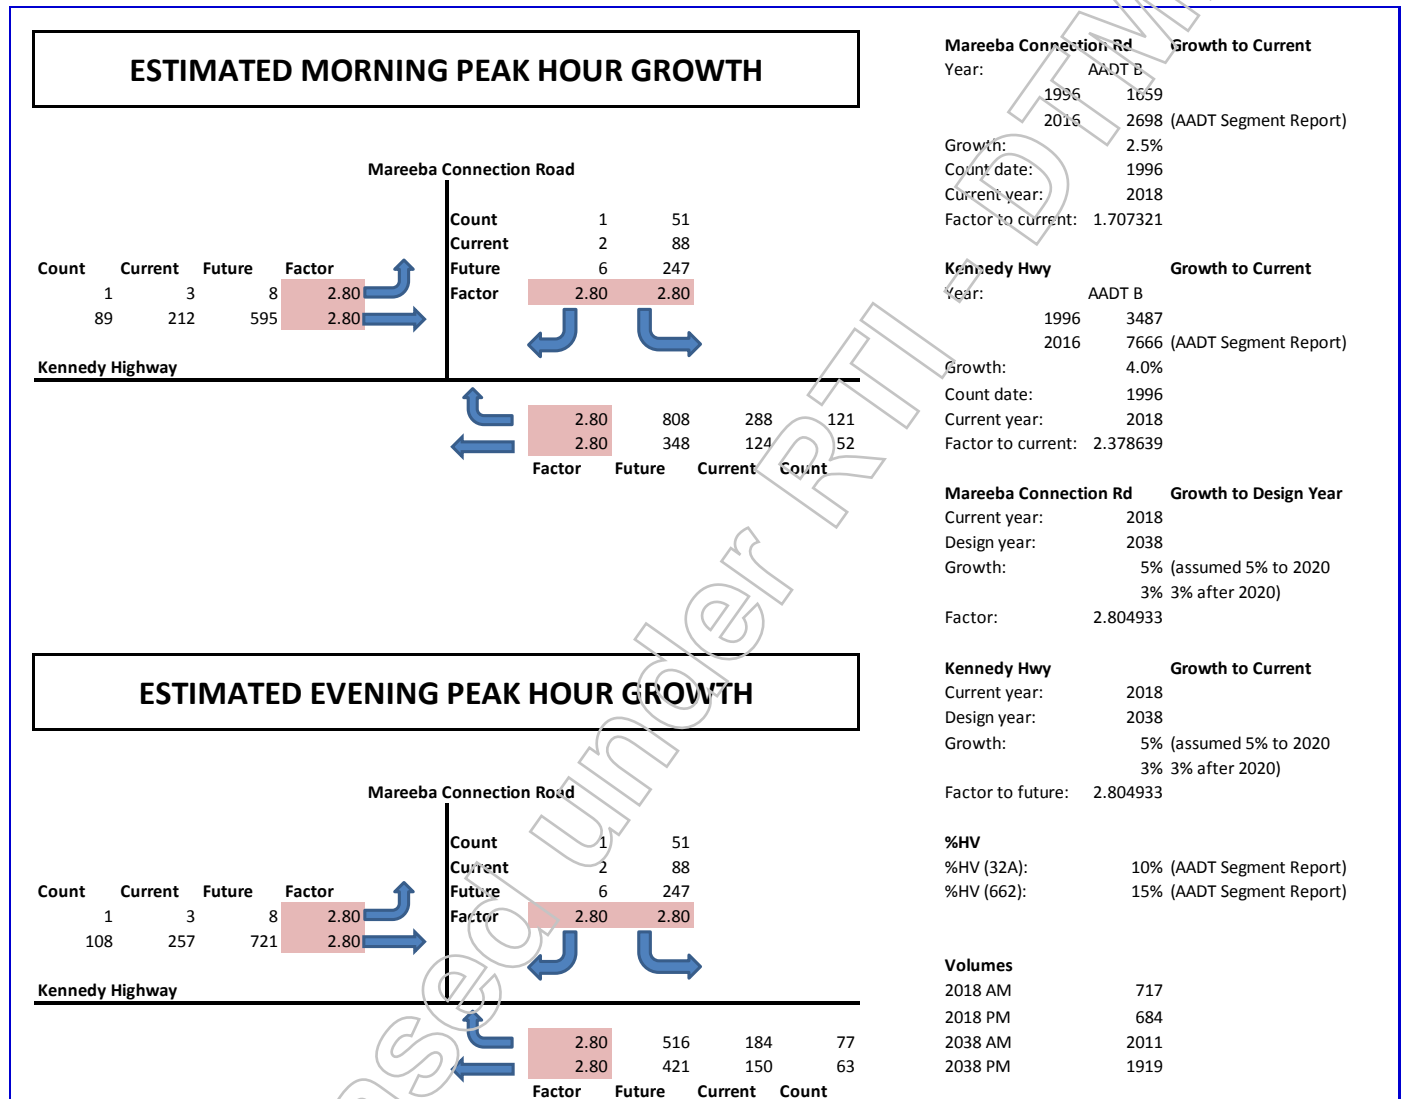 ESTIMATED MORNING PEAK HOUR GROWTH
Mareeba Connection Road
Count 1 51
Current 2 88
Future 6 247
Factor 2.80 2.80
Count Current Future Factor
1 3 8 2.80
89 212 595 2.80
Kennedy Highway
2.80 808 288 121
2.80 348 124 52
Factor Future Current Count
ESTIMATED EVENING PEAK HOUR GROWTH
Mareeba Connection Road
Count 1 51
Current 2 88
Future 6 247
Factor 2.80 2.80
Count Current Future Factor
1 3 8 2.80
108 257 721 2.80
Kennedy Highway
2.80 516 184 77
2.80 421 150 63
Factor Future Current Count
Mareeba Connection Rd Growth to Current
Year: AADT B
1996 1659
2016 2698 (AADT Segment Report)
Growth: 2.5%
Count date: 1996
Current year: 2018
Factor to current: 1.707321
Kennedy Hwy Growth to Current
Year: AADT B
1996 3487
2016 7666 (AADT Segment Report)
Growth: 4.0%
Count date: 1996
Current year: 2018
Factor to current: 2.378639
Mareeba Connection Rd Growth to Design Year
Current year: 2018
Design year: 2038
Growth: 5% (assumed 5% to 2020
3% 3% after 2020)
Factor: 2.804933
Kennedy Hwy Growth to Current
Current year: 2018
Design year: 2038
Growth: 5% (assumed 5% to 2020
3% 3% after 2020)
Factor to future: 2.804933
%HV
%HV (32A): 10% (AADT Segment Report)
%HV (662): 15% (AADT Segment Report)
Volumes
2018 AM 717
2018 PM 684
2038 AM 2011
2038 PM 1919
under RTI - DTM